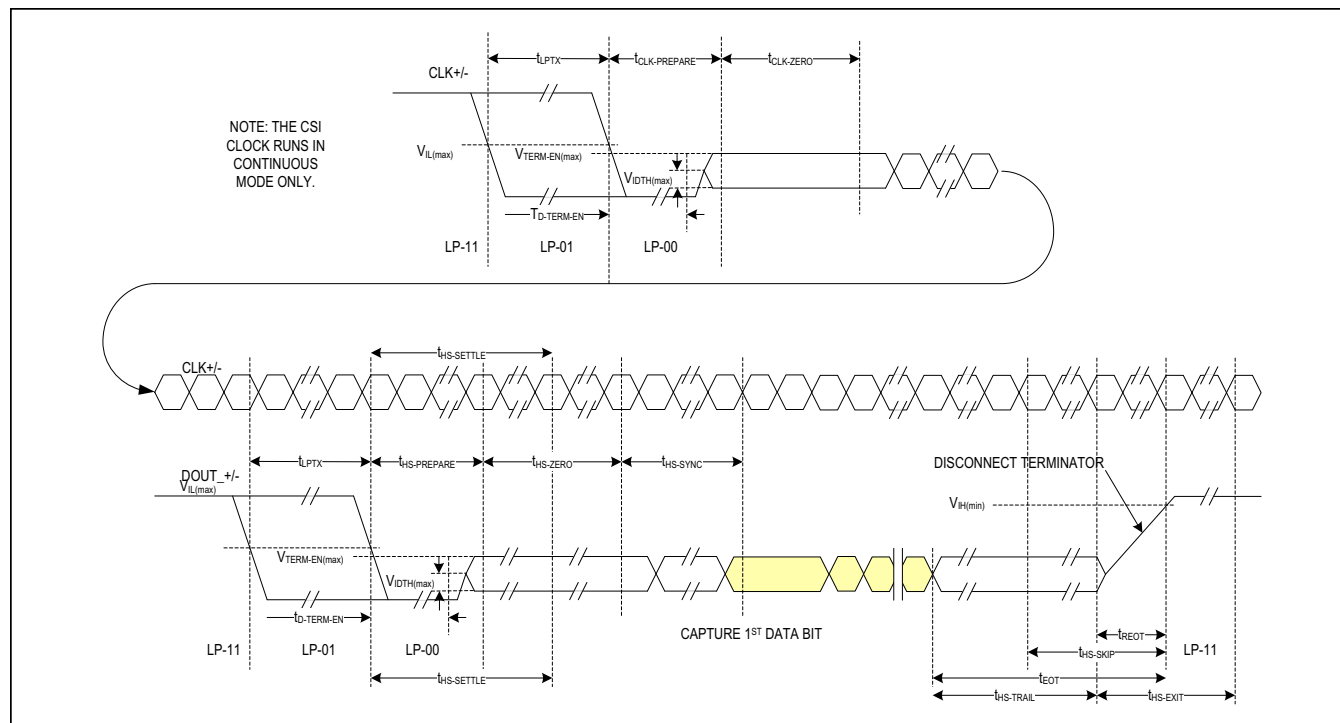 tLPTX tCLK-PREPARE tCLK-ZERO
CLK+/-
NOTE: THE CSI
CLOCK RUNS IN
CONTINUOUS
MODE ONLY.
VIL(max) VTERM-EN(max)
VIDTH(max)
TD-TERM-EN
LP-11 LP-01 LP-00
tHS-SETTLE
CLK+/-
tLPTX tHS-PREPARE tHS-ZERO tHS-SYNC
DOUT_+/-
VIL(max)
DISCONNECT TERMINATOR
VIH(min)
VTERM-EN(max)
VIDTH(max)
tD-TERM-EN
CAPTURE 1ST DATA BIT
tREOT
LP-11 LP-01 LP-00 tHS-SKIP LP-11
tHS-SETTLE tEOT
tHS-TRAIL tHS-EXIT